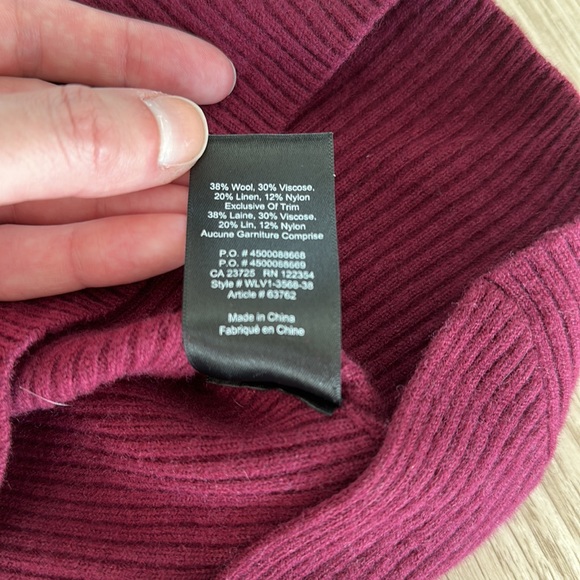 38% Wool, 30% Viscose,
20% Linen, 12% Nylon
Exclusive Of Trim
38% Laine, 30% Viscose,
20% Lin, 12% Nylon
Aucune Garniture Comprise
P.O. # 4500088668
P.O. # 4500088669
CA 23725 RN 122354
Style # WLV1-3568-38
Article # 63762
Made in China
Fabriqué en Chine